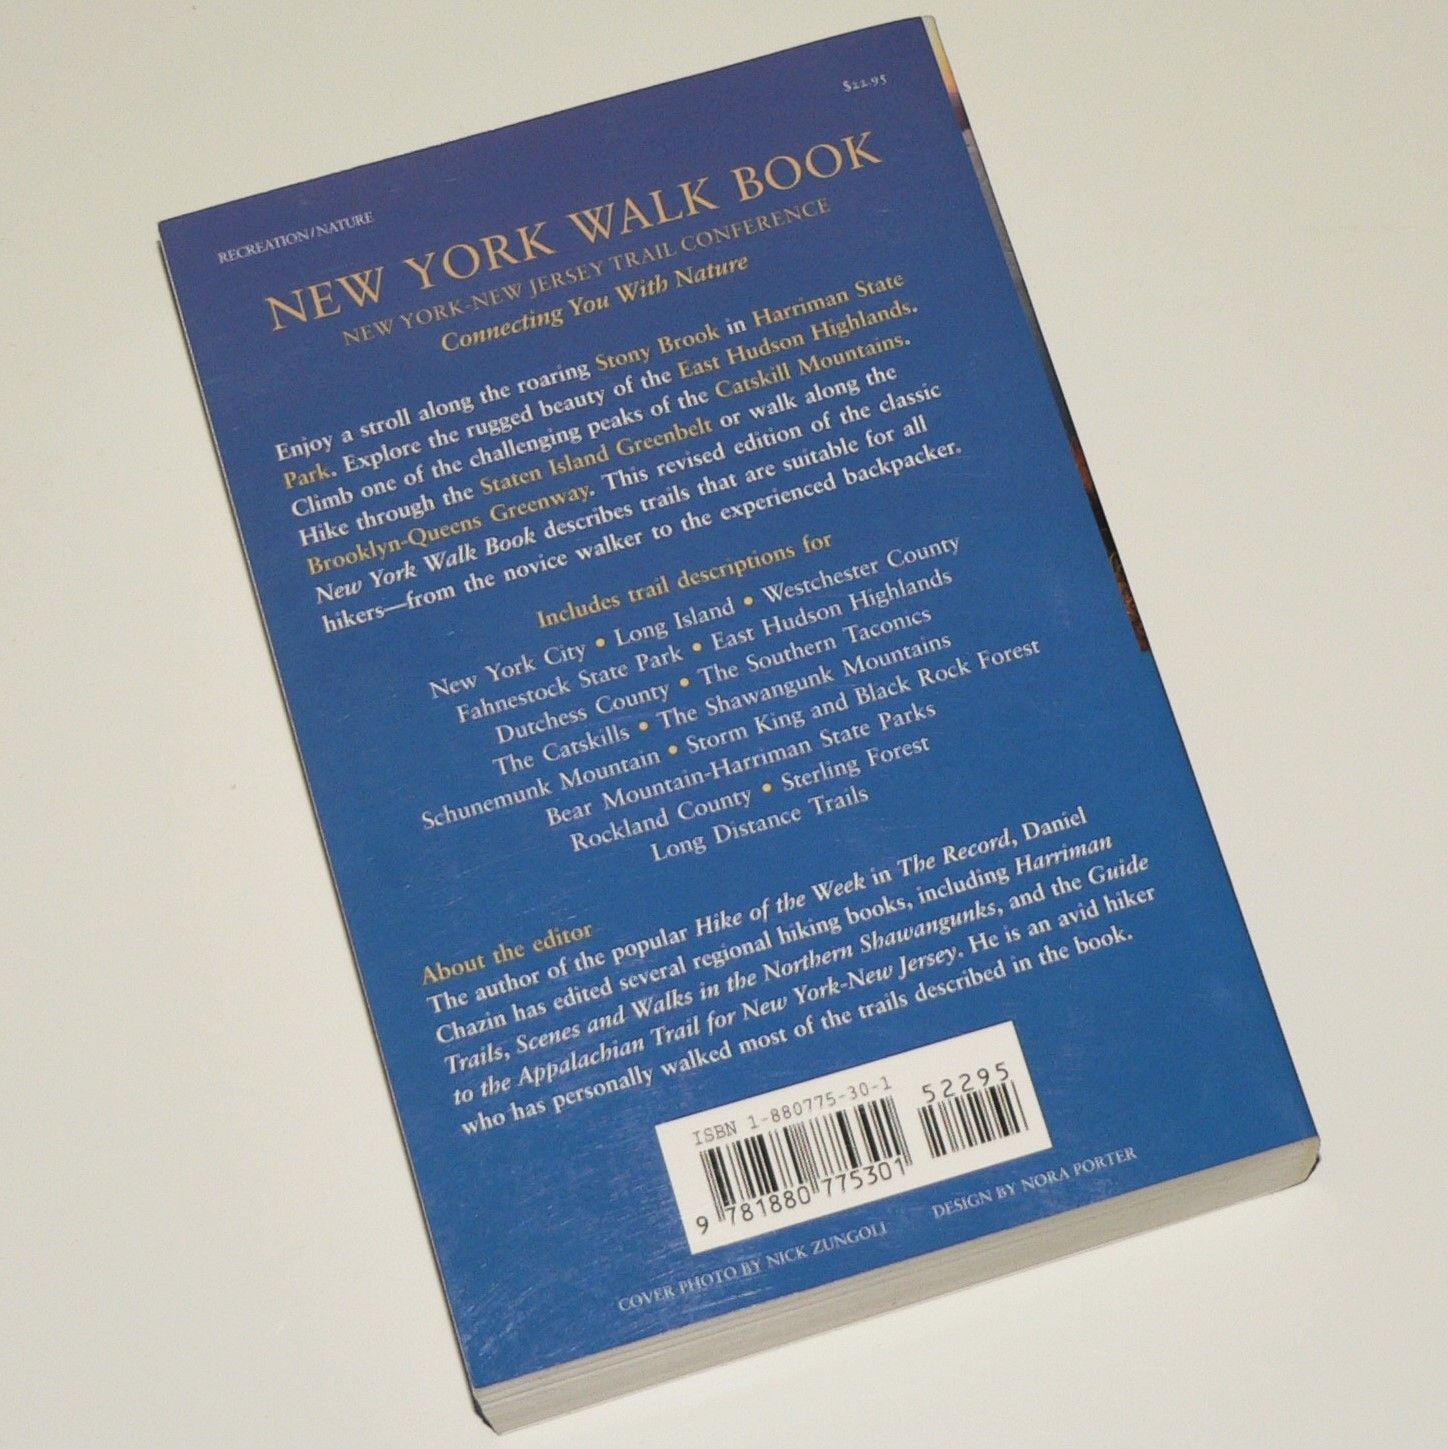 $22.95
RECREATION/NATURE
NEW YORK WALK BOOK
NEW YORK-NEW JERSEY TRAIL CONFERENCE
Connecting You With Nature
Enjoy a stroll along the roaring Stony Brook in Harriman State
Park. Explore the rugged beauty of the East Hudson Highlands.
Climb one of the challenging peaks of the Catskill Mountains.
Hike through the Staten Island Greenbelt or walk along the
Brooklyn-Queens Greenway. This revised edition of the classic
New York Walk Book describes trails that are suitable for all
hikers—from the novice walker to the experienced backpacker.
Includes trail descriptions for
New York City • Long Island • Westchester County
Fahnestock State Park • East Hudson Highlands
Dutchess County • The Southern Taconics
The Catskills • The Shawangunk Mountains
Schunemunk Mountain • Storm King and Black Rock Forest
Bear Mountain-Harriman State Parks
Rockland County • Sterling Forest
Long Distance Trails
About the editor
The author of the popular Hike of the Week in The Record, Daniel
Chazin has edited several regional hiking books, including Harriman
Trails, Scenes and Walks in the Northern Shawangunks, and the Guide
to the Appalachian Trail for New York-New Jersey. He is an avid hiker
who has personally walked most of the trails described in the book.
ISBN 1-880775-30-1
52295
9 781880 775301
COVER PHOTO BY NICK ZUNGOLI DESIGN BY NORA PORTER